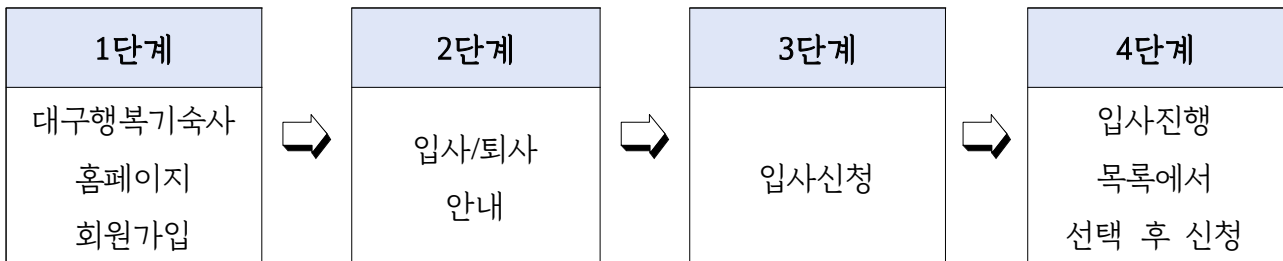 1단계
대구행복기숙사
홈페이지
회원가입
2단계
입사/퇴사
안내
3단계
입사신청
4단계
입사진행
목록에서
선택 후 신청